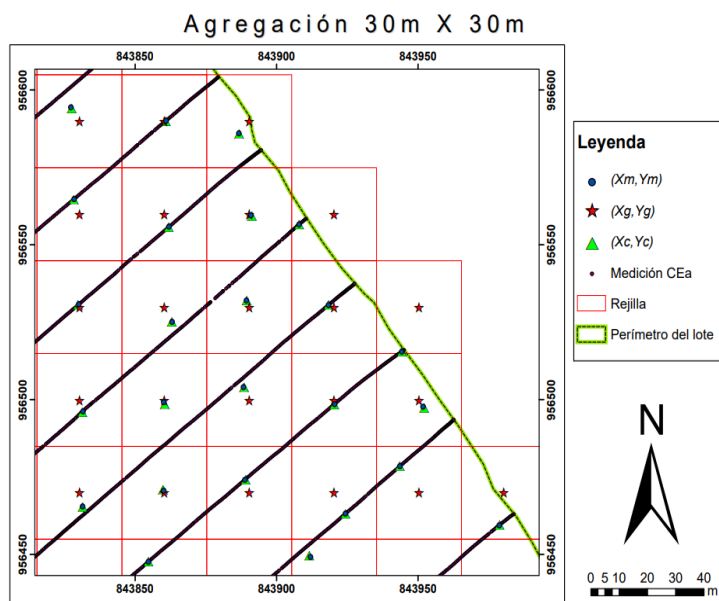 Agregación 30m X 30m
843850 843900 843950
956600 956600
956550 956550
956500 956500
956450 956450
843850 843900 843950
Leyenda
(Xm,Ym)
(Xg,Yg)
(Xc,Yc)
Medición CEa
Rejilla
Perímetro del lote
N
0 5 10 20 30 40
m